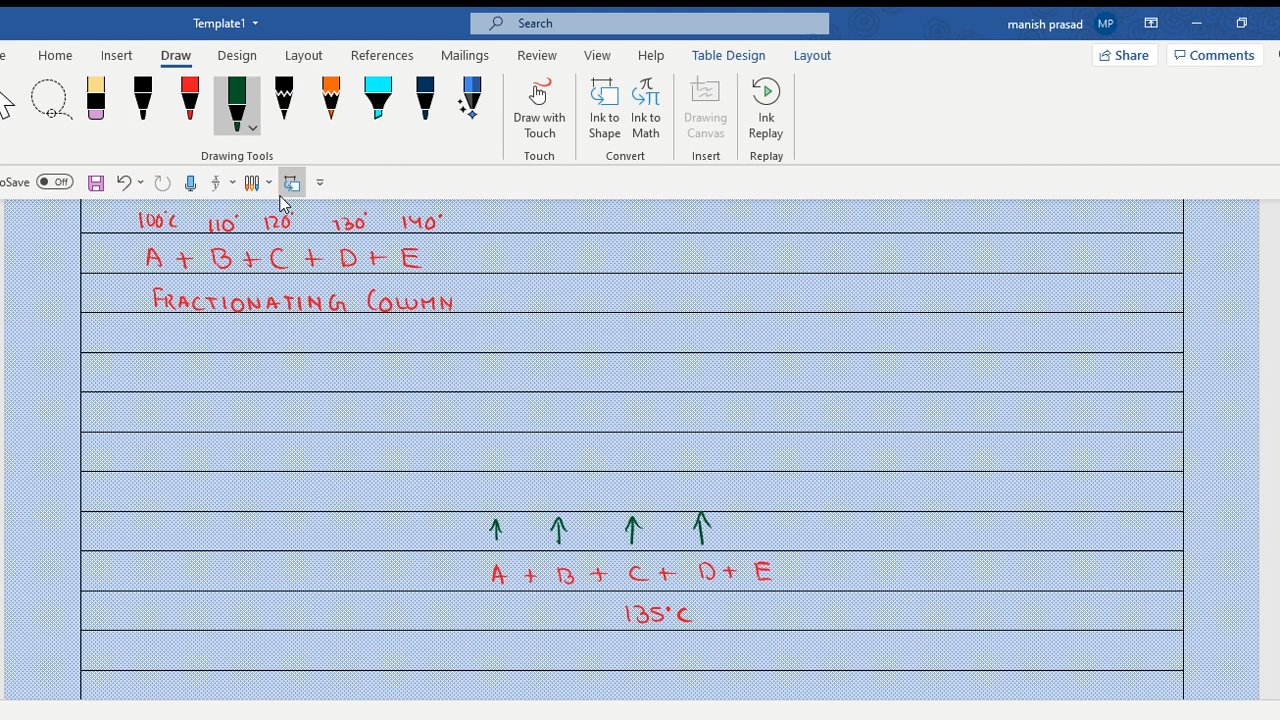 Template1 Search manish prasad MP
e Home Insert Draw Design Layout References Mailings Review View Help Table Design Layout Share Comments
Draw with Touch Ink to Shape Ink to Math Drawing Canvas Ink Replay
Drawing Tools Touch Convert Insert Replay
oSave Off
100°C 110° 120° 130° 140°
A + B + C + D + E
FRACTIONATING COLUMN
A + B + C + D + E
135°C